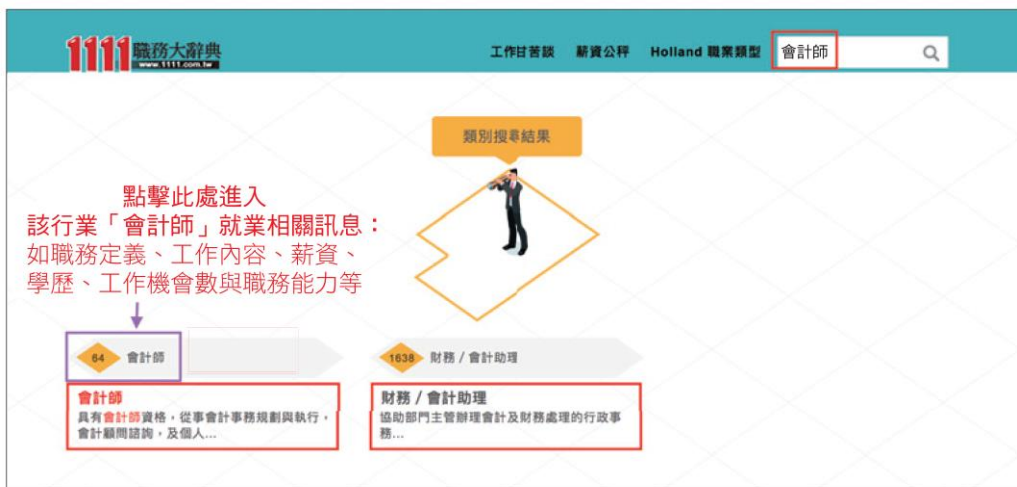 1111 職務大辭典
www.1111.com.tw
工作甘苦談 薪資公秤 Holland 職業類型 會計師
類別搜尋結果
點擊此處進入
該行業「會計師」就業相關訊息：
如職務定義、工作內容、薪資、
學歷、工作機會數與職務能力等
64 會計師
1638 財務 / 會計助理
會計師
具有會計師資格，從事會計事務規劃與執行，
會計顧問諮詢，及個人...
財務 / 會計助理
協助部門主管辦理會計及財務處理的行政事
務...